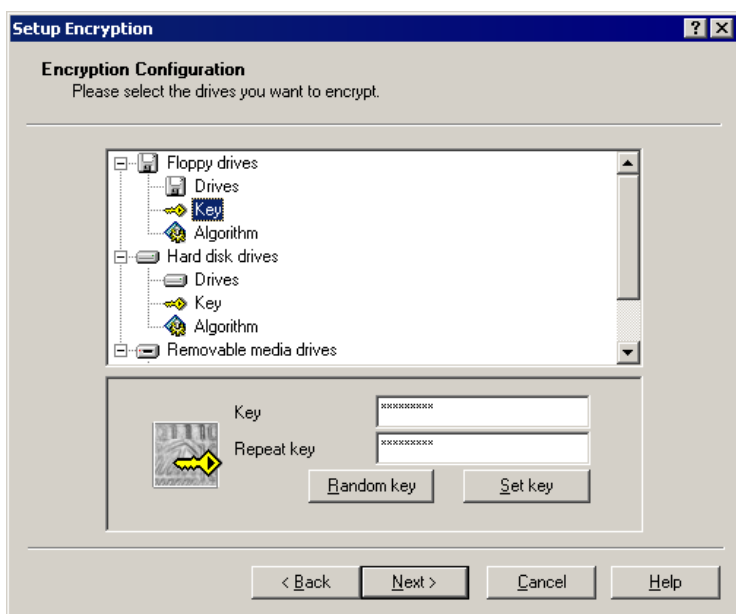 Setup Encryption
Encryption Configuration
Please select the drives you want to encrypt.
Floppy drives
Drives
Key
Algorithm
Hard disk drives
Drives
Key
Algorithm
Removable media drives
Key ×××××××××
Repeat key ×××××××××
Random key Set key
< Back Next > Cancel Help